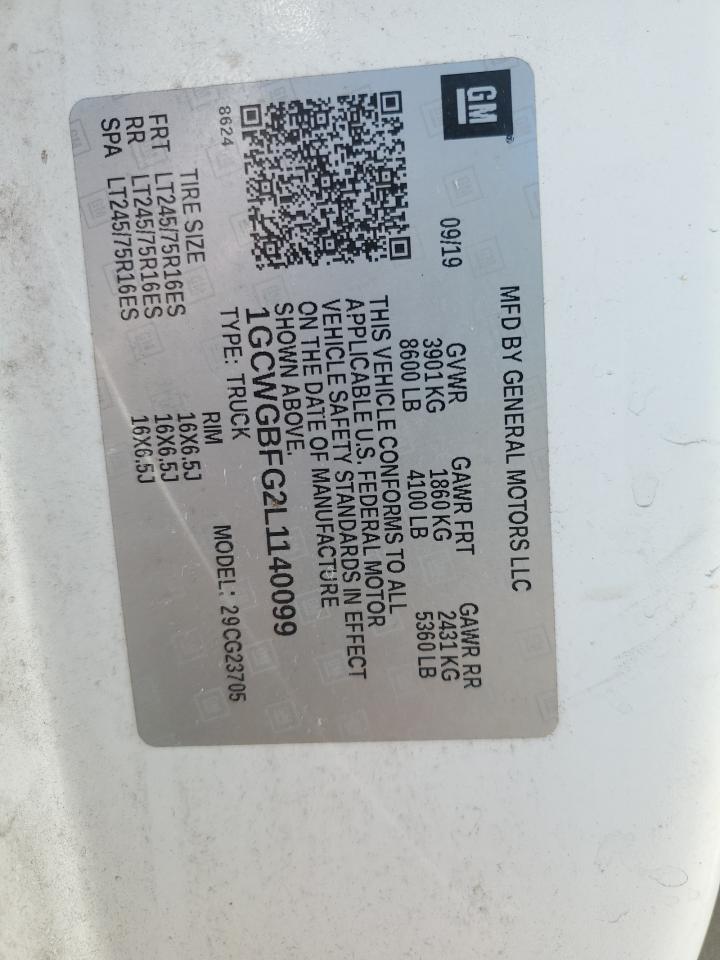 GM
MFD BY GENERAL MOTORS LLC
09/19
GVWR GAWR FRT GAWR RR
3901 KG 1860 KG 2431 KG
8600 LB 4100 LB 5360 LB
THIS VEHICLE CONFORMS TO ALL
APPLICABLE U.S. FEDERAL MOTOR
VEHICLE SAFETY STANDARDS IN EFFECT
ON THE DATE OF MANUFACTURE
SHOWN ABOVE.
1GCWGBFG2L1140099
8624
TYPE: TRUCK MODEL: 29CG23705
TIRE SIZE RIM
FRT LT245/75R16ES 16X6.5J
RR LT245/75R16ES 16X6.5J
SPA LT245/75R16ES 16X6.5J